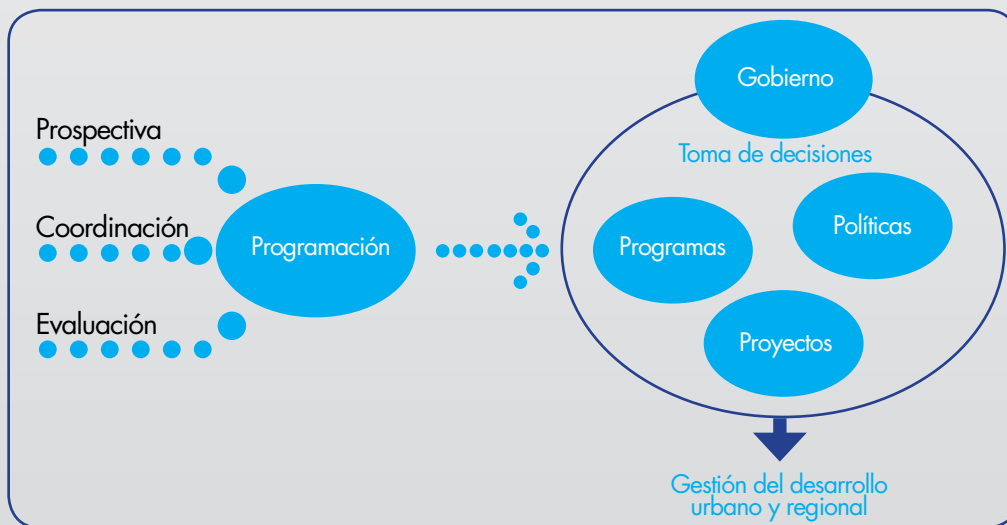 Prospectiva
Coordinación
Evaluación
Programación
Gobierno
Toma de decisiones
Programas
Políticas
Proyectos
Gestión del desarrollo
urbano y regional